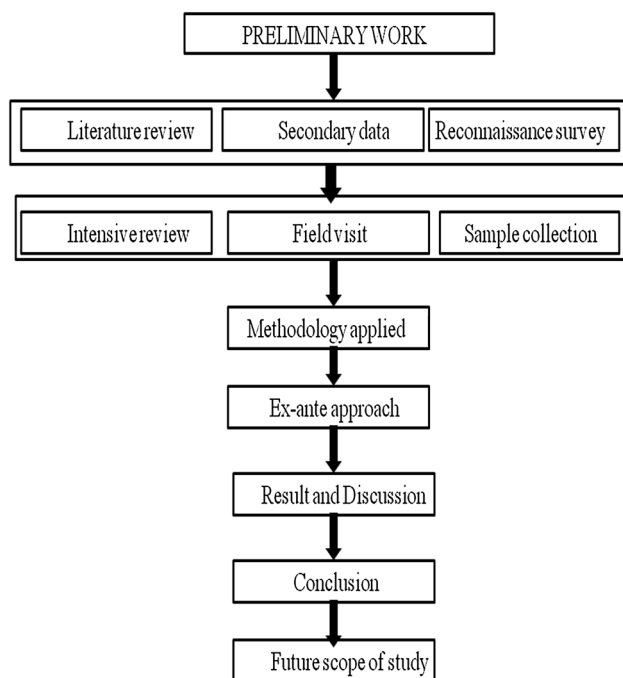 PRELIMINARY WORK
Literature review
Secondary data
Reconnaissance survey
Intensive review
Field visit
Sample collection
Methodology applied
Ex-ante approach
Result and Discussion
Conclusion
Future scope of study